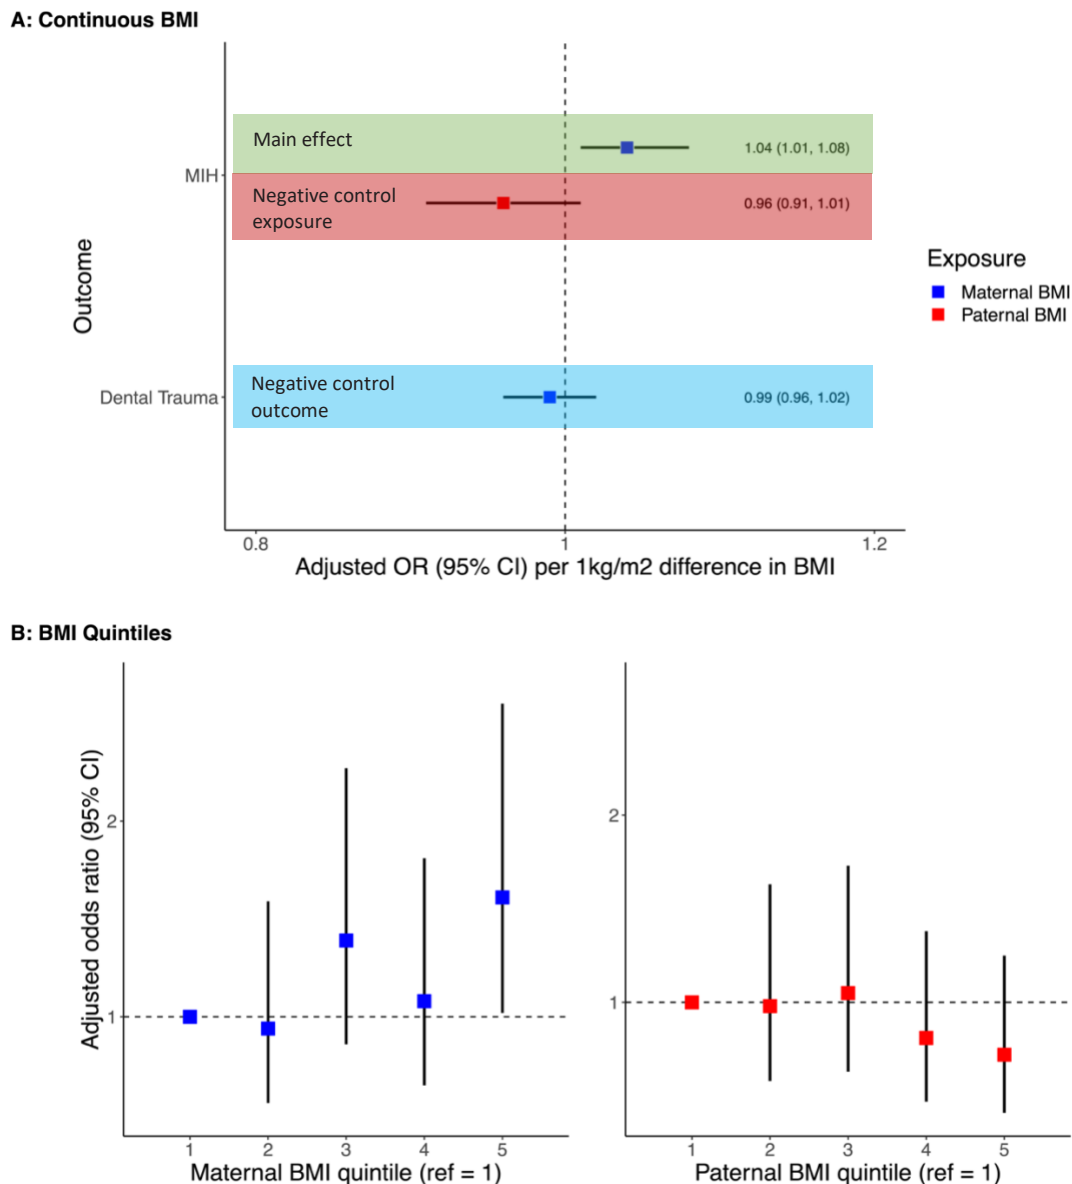 A: Continuous BMI
Main effect
1.04 (1.01, 1.08)
MIH
Negative control
exposure
0.96 (0.91, 1.01)
Outcome
Exposure
Maternal BMI
Paternal BMI
Negative control
outcome
Dental Trauma
0.99 (0.96, 1.02)
0.8
1
1.2
Adjusted OR (95% CI) per 1kg/m2 difference in BMI
B: BMI Quintiles
Adjusted odds ratio (95% CI)
2
1
1
2
3
4
5
Maternal BMI quintile (ref = 1)
2
1
1
2
3
4
5
Paternal BMI quintile (ref = 1)